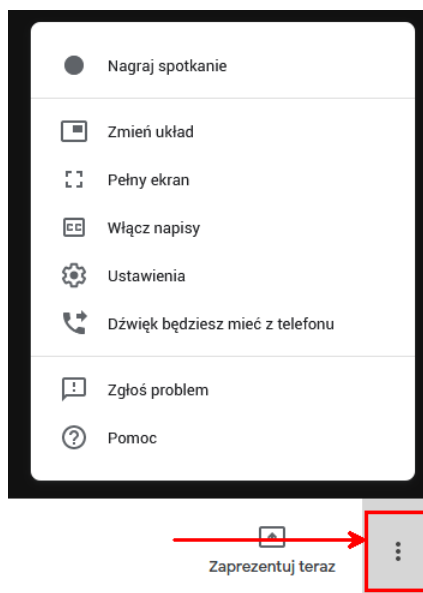 Nagraj spotkanie
Zmień układ
Pełny ekran
Włącz napisy
Ustawienia
Dźwięk będziesz mieć z telefonu
Zgłoś problem
Pomoc
Zaprezentuj teraz